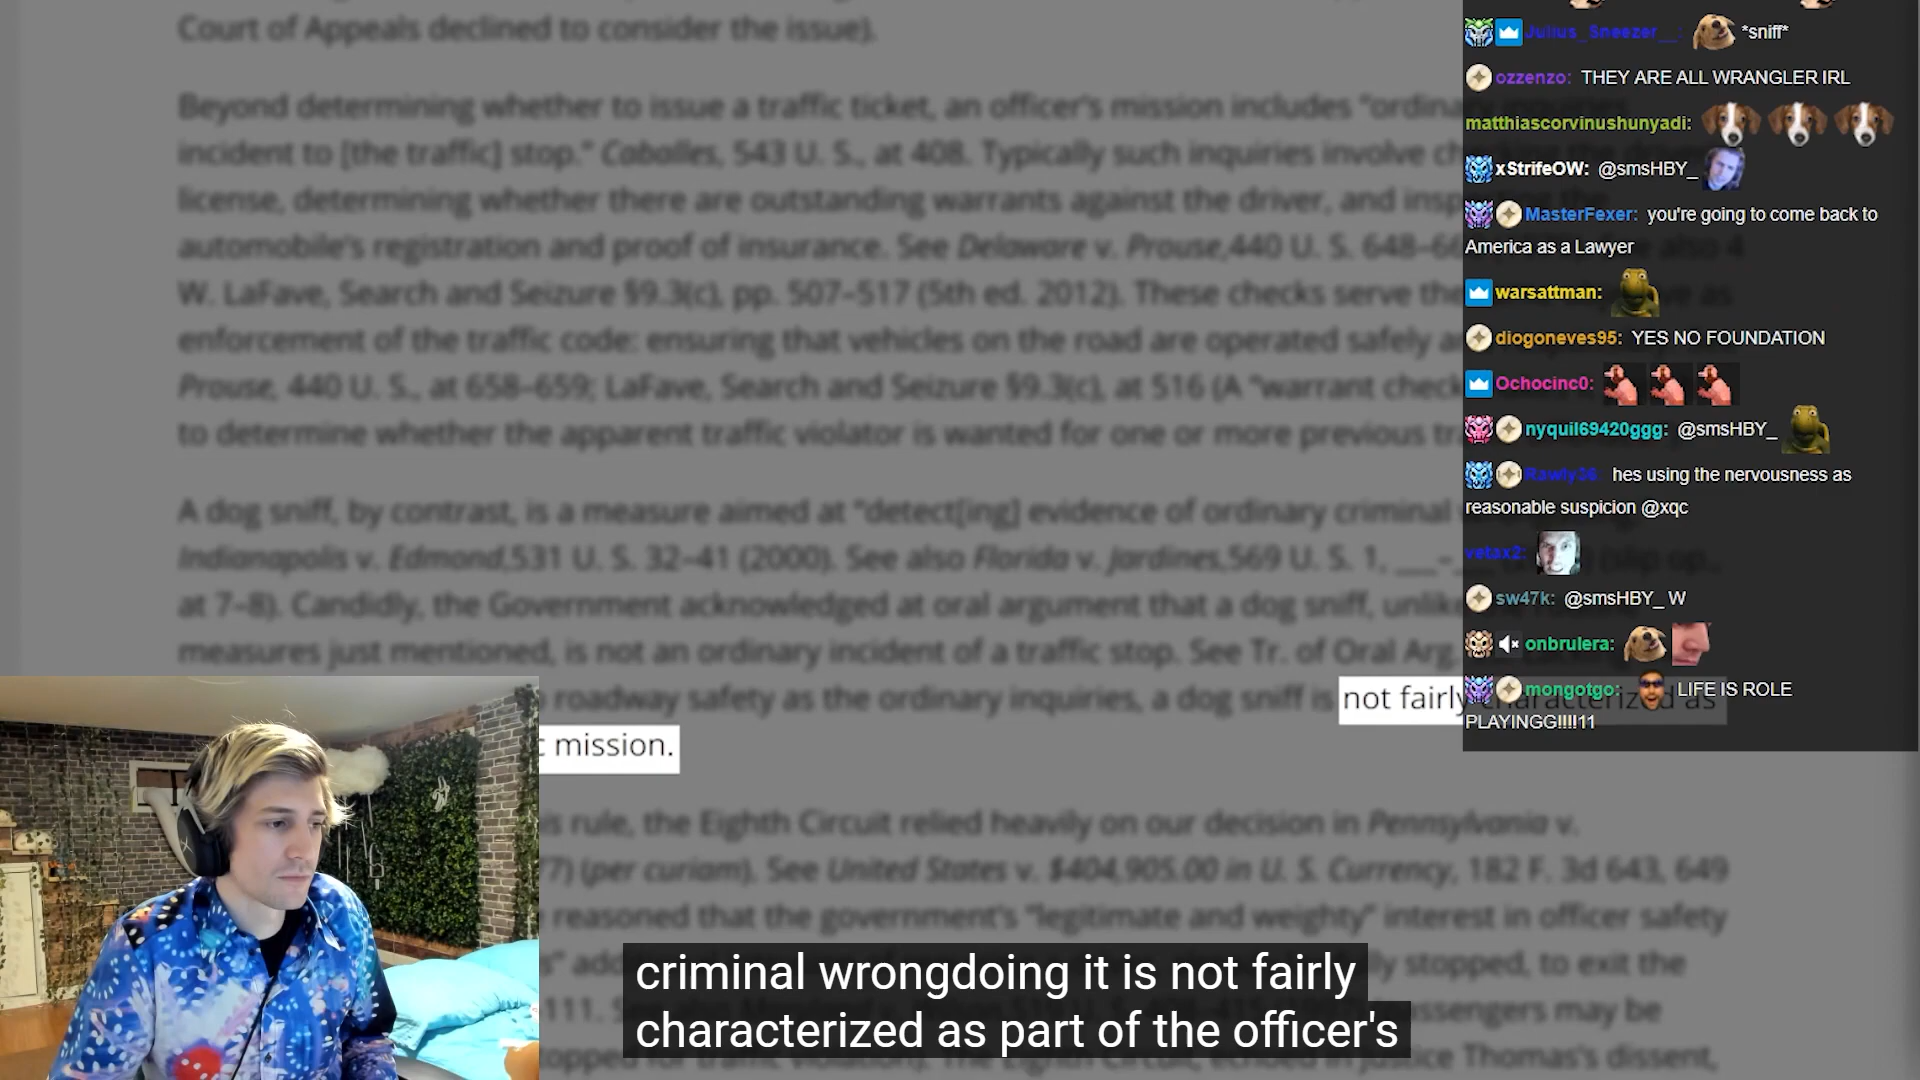 Court of Appeals declined to consider the issue).
Beyond determining whether to issue a traffic ticket, an officer's mission includes "ordinary inquiries
incident to [the traffic] stop." Caballes, 543 U. S., at 408. Typically such inquiries involve
license, determining whether there are outstanding warrants against the driver, and
automobile's registration and proof of insurance. See Delaware v. Prouse,440 U. S. 648–
W. LaFave, Search and Seizure §9.3(c), pp. 507–517 (5th ed. 2012). These checks serve the
enforcement of the traffic code: ensuring that vehicles on the road are operated safely
Prouse, 440 U. S., at 658–659; LaFave, Search and Seizure §9.3(c), at 516 (A "warrant check
to determine whether the apparent traffic violator is wanted for one or more previous
A dog sniff, by contrast, is a measure aimed at "detect[ing] evidence of ordinary criminal
Indianapolis v. Edmond,531 U. S. 32–41 (2000). See also Florida v. Jardines,569 U. S. 1, (slip op.,
at 7–8). Candidly, the Government acknowledged at oral argument that a dog sniff,
measures just mentioned, is not an ordinary incident of a traffic stop. See Tr. of Oral Arg.
roadway safety as the ordinary inquiries, a dog sniff is not fairly characterized as
mission.
rule, the Eighth Circuit relied heavily on our decision in Pennsylvania v.
(per curiam). See United States v. $404,905.00 in U. S. Currency, 182 F. 3d 643, 649
reasoned that the government's "legitimate and weighty" interest in officer safety
stopped, to exit the
111. passengers may be
Justice Thomas's dissent,
Julius_Sneezer__: *sniff*
ozzenzo: THEY ARE ALL WRANGLER IRL
matthiascorvinushunyadi:
xStrifeOW: @smsHBY_
MasterFexer: you're going to come back to
America as a Lawyer
warsattman:
diogoneves95: YES NO FOUNDATION
Ochocinc0:
nyquil69420ggg: @smsHBY_
Rawly36: hes using the nervousness as
reasonable suspicion @xqc
vetax2:
sw47k: @smsHBY_ W
onbrulera:
mongotgo: LIFE IS ROLE
PLAYINGG!!!!11
criminal wrongdoing it is not fairly
characterized as part of the officer's